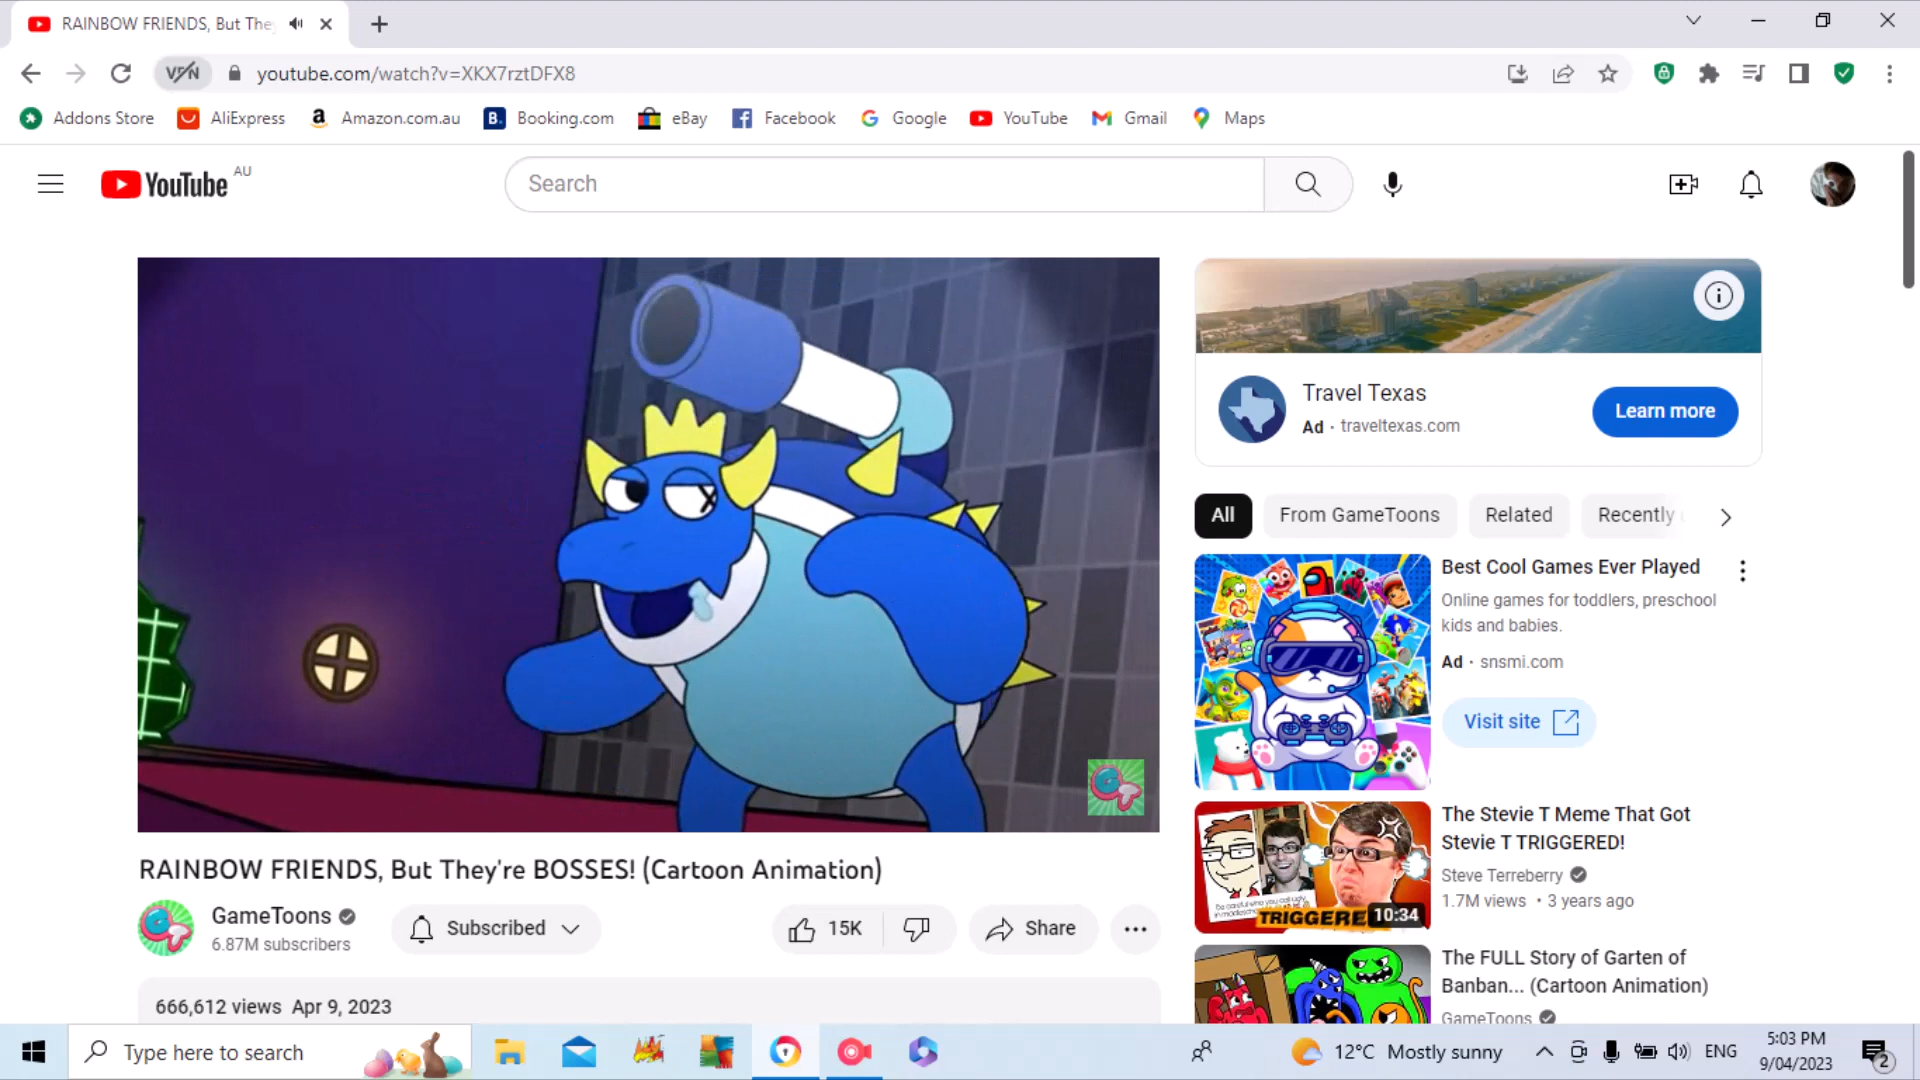 RAINBOW FRIENDS, But The
VPN
youtube.com/watch?v=XKX7rztDFX8
Addons Store
AliExpress
Amazon.com.au
Booking.com
eBay
Facebook
Google
YouTube
Gmail
Maps
YouTube AU
Search
Travel Texas
Ad · traveltexas.com
Learn more
All
From GameToons
Related
Recently
Best Cool Games Ever Played
Online games for toddlers, preschool
kids and babies.
Ad · snsmi.com
Visit site
TRIGGERE
10:34
The Stevie T Meme That Got
Stevie T TRIGGERED!
Steve Terreberry
1.7M views • 3 years ago
The FULL Story of Garten of
Banban... (Cartoon Animation)
GameToons
RAINBOW FRIENDS, But They're BOSSES! (Cartoon Animation)
GameToons
6.87M subscribers
Subscribed
15K
Share
666,612 views Apr 9, 2023
Type here to search
12°C Mostly sunny
ENG
5:03 PM
9/04/2023
2